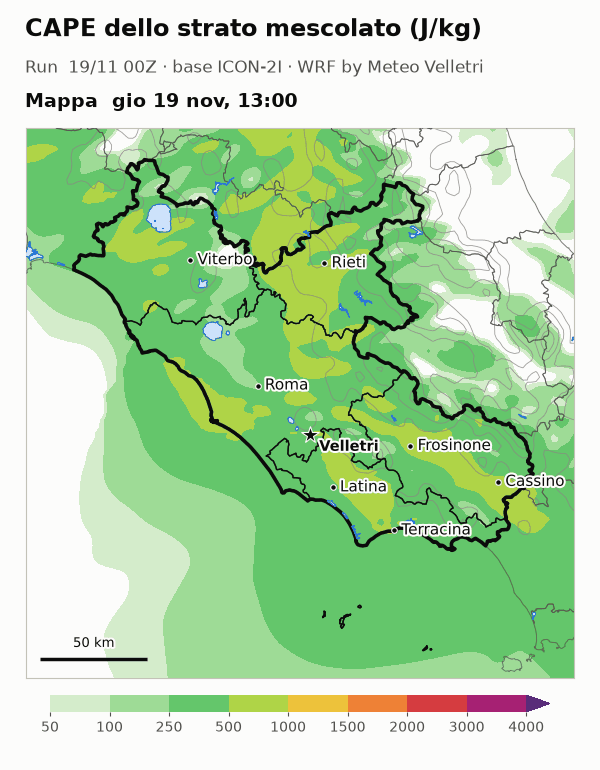 CAPE dello strato mescolato (J/kg)
Run  19/11 00Z · base ICON-2I · WRF by Meteo Velletri
Mappa  gio 19 nov, 13:00
Viterbo
Rieti
Roma
Velletri
Frosinone
Cassino
Latina
Terracina
50 km
50 100 250 500 1000 1500 2000 3000 4000